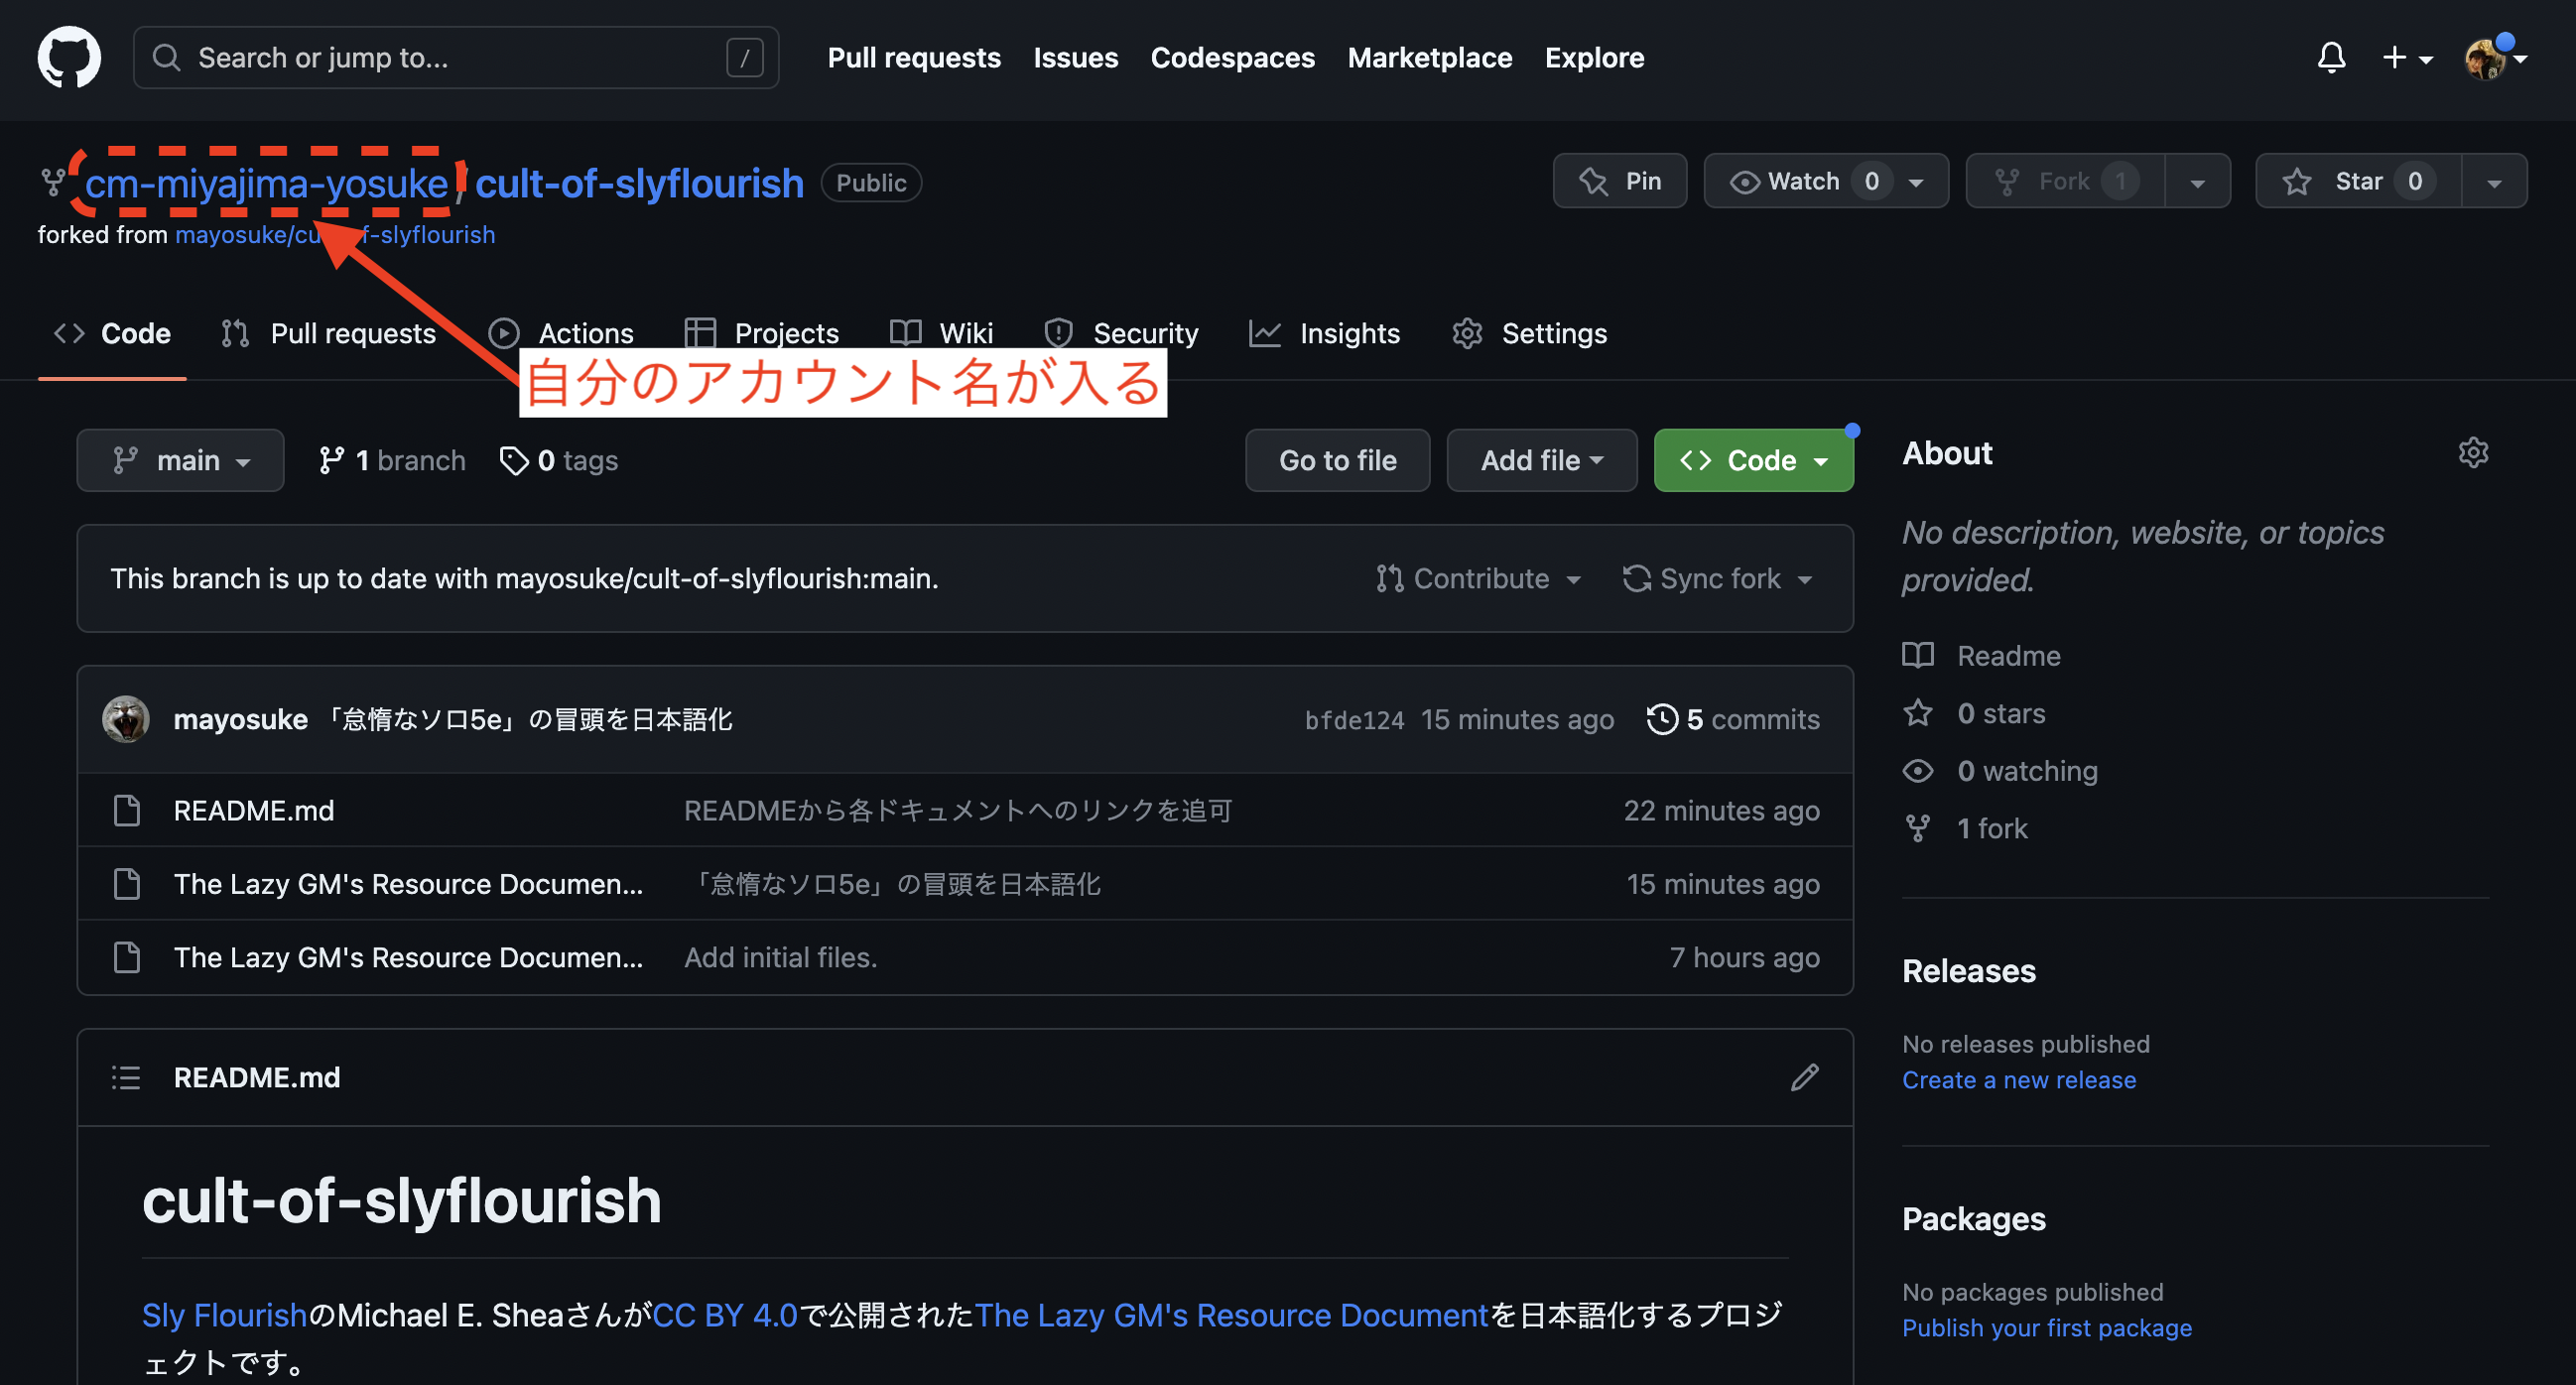 Search or jump to... /
Pull requests Issues Codespaces Marketplace Explore
cm-miyajima-yosuke / cult-of-slyflourish Public
Pin Watch 0 Fork 1 Star 0
forked from mayosuke/cult-of-slyflourish
Code Pull requests Actions Projects Wiki Security Insights Settings
自分のアカウント名が入る
main 1 branch 0 tags Go to file Add file Code
This branch is up to date with mayosuke/cult-of-slyflourish:main. Contribute Sync fork
mayosuke 「怠惰なソロ5e」の冒頭を日本語化 bfde124 15 minutes ago 5 commits
README.md READMEから各ドキュメントへのリンクを追可 22 minutes ago
The Lazy GM's Resource Documen... 「怠惰なソロ5e」の冒頭を日本語化 15 minutes ago
The Lazy GM's Resource Documen... Add initial files. 7 hours ago
README.md
cult-of-slyflourish
Sly FlourishのMichael E. SheaさんがCC BY 4.0で公開されたThe Lazy GM's Resource Documentを日本語化するプロジ
ェクトです。
About
No description, website, or topics
provided.
Readme
0 stars
0 watching
1 fork
Releases
No releases published
Create a new release
Packages
No packages published
Publish your first package